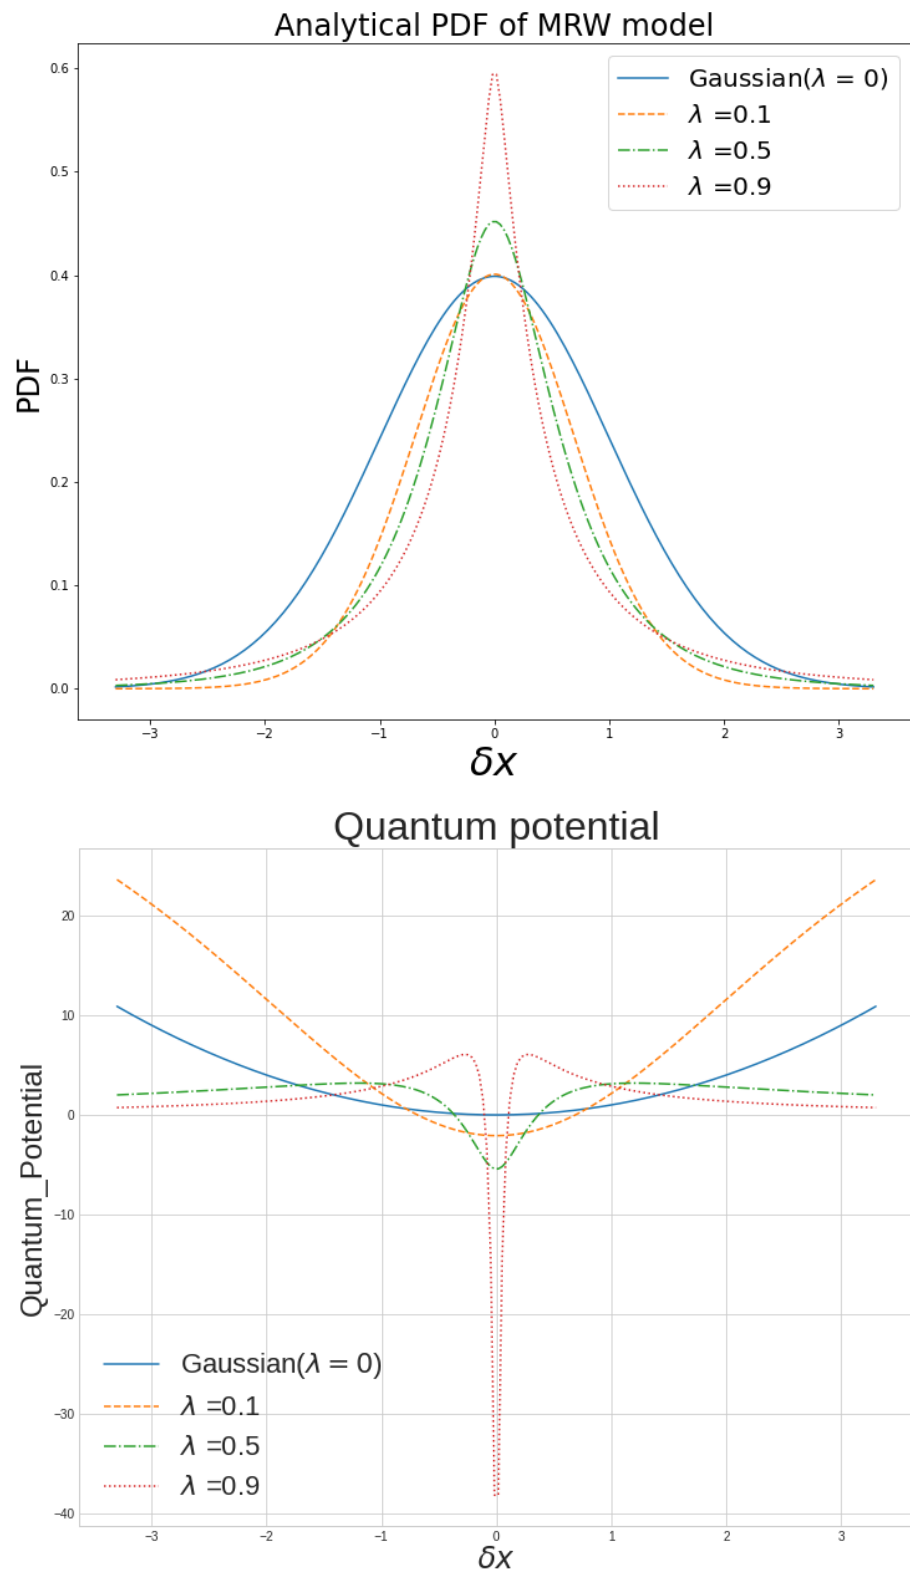 Analytical PDF of MRW model
Gaussian(λ = 0)
λ =0.1
λ =0.5
λ =0.9
0.6
0.5
0.4
0.3
0.2
0.1
0.0
PDF
−3 −2 −1 0 1 2 3
δx
Quantum potential
20
10
0
−10
−20
−30
−40
Quantum_Potential
Gaussian(λ = 0)
λ =0.1
λ =0.5
λ =0.9
−3 −2 −1 0 1 2 3
δx